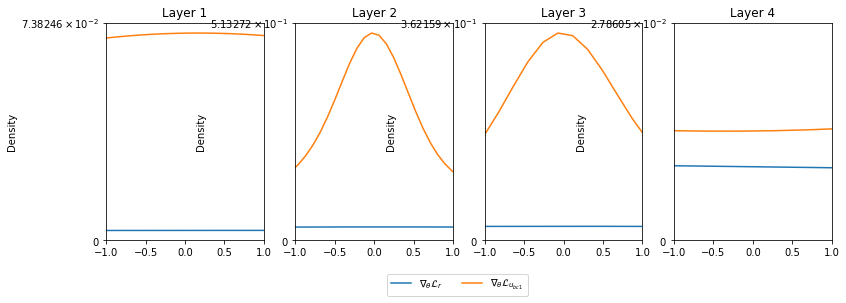 Layer 1
Layer 2
Layer 3
Layer 4
7.38246 × 10⁻²
5.13272 × 10⁻¹
3.62159 × 10⁻¹
2.78605 × 10⁻²
Density
Density
Density
Density
0
0
0
0
−1.0 −0.5 0.0 0.5 1.0
−1.0 −0.5 0.0 0.5 1.0
−1.0 −0.5 0.0 0.5 1.0
−1.0 −0.5 0.0 0.5 1.0
∇θℒr
∇θℒu_bc1